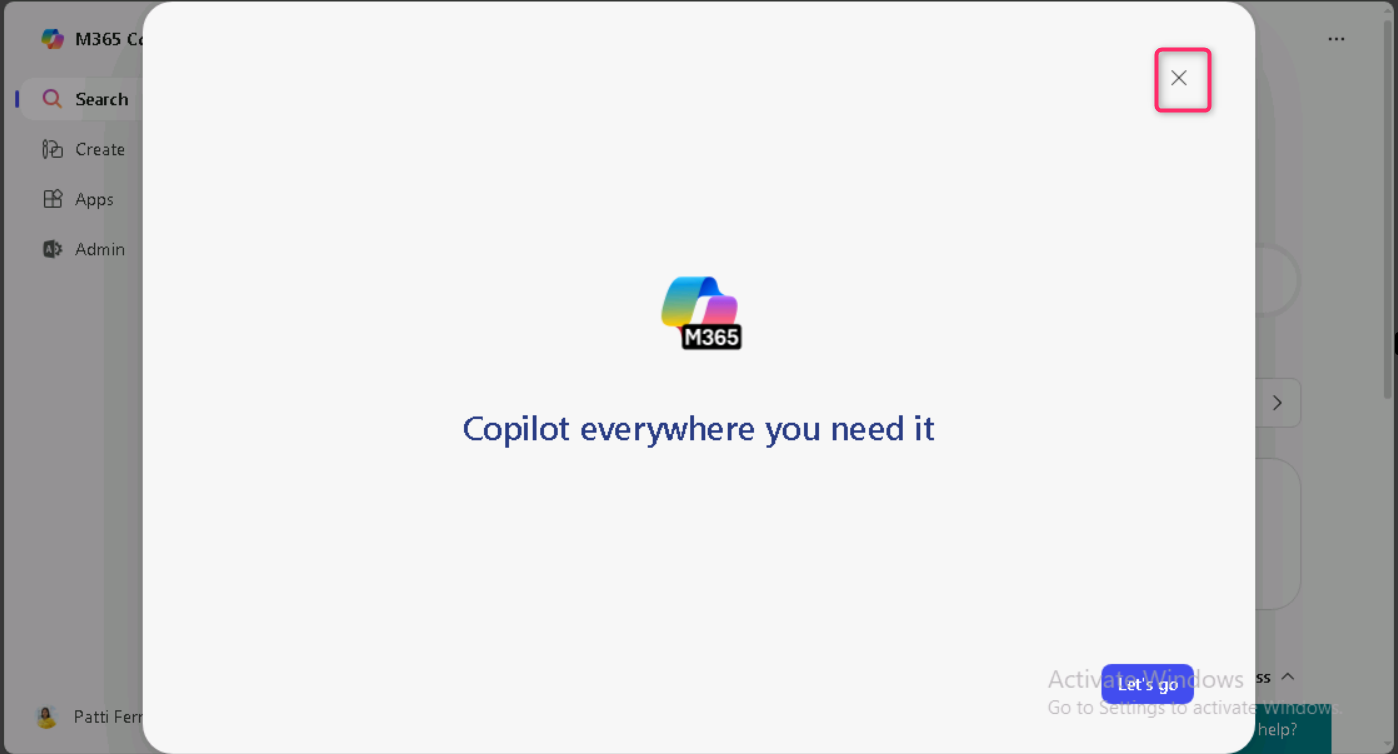 M365 Co
Search
Create
Apps
Admin
M365
Copilot everywhere you need it
Let's go
Activate Windows
Go to Settings to activate Windows.
ss
help?
Patti Ferr